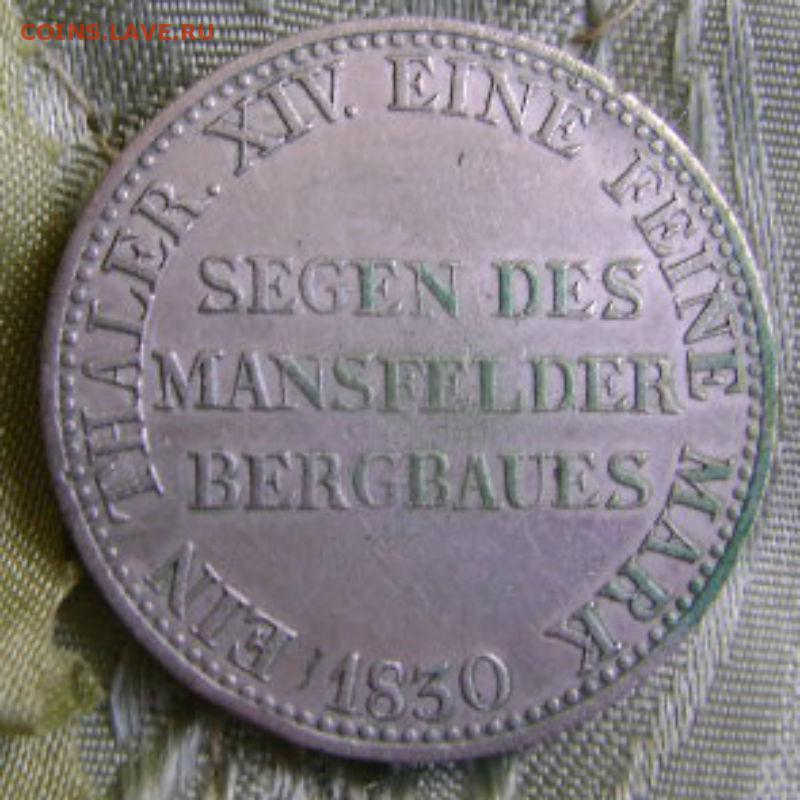 COINS.LAVE.RU
EIN THALER. XIV. EINE FEINE MARK
SEGEN DES
MANSFELDER
BERGBAUES
1830